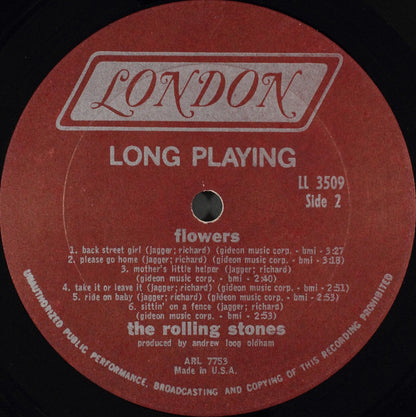 LONDON
LONG PLAYING
LL 3509
Side 2
flowers
1. back street girl (jagger; richard) (gideon music corp. - bmi - 3:27
2. please go home (jagger; richard) (gideon music corp. - bmi - 3:18)
3. mother's little helper (jagger; richard)
(gideon music corp. - bmi - 2:40)
4. take it or leave it (jagger; richard) (gideon music corp. - bmi - 2:51)
5. ride on baby (jagger; richard) (gideon music corp. - bmi - 2:53)
6. sittin' on a fence (jagger; richard)
(gideon music corp. - bmi - 2:53)
the rolling stones
produced by andrew loog oldham
ARL 7753
Made in U.S.A.
UNAUTHORIZED PUBLIC PERFORMANCE, BROADCASTING AND COPYING OF THIS RECORDING PROHIBITED